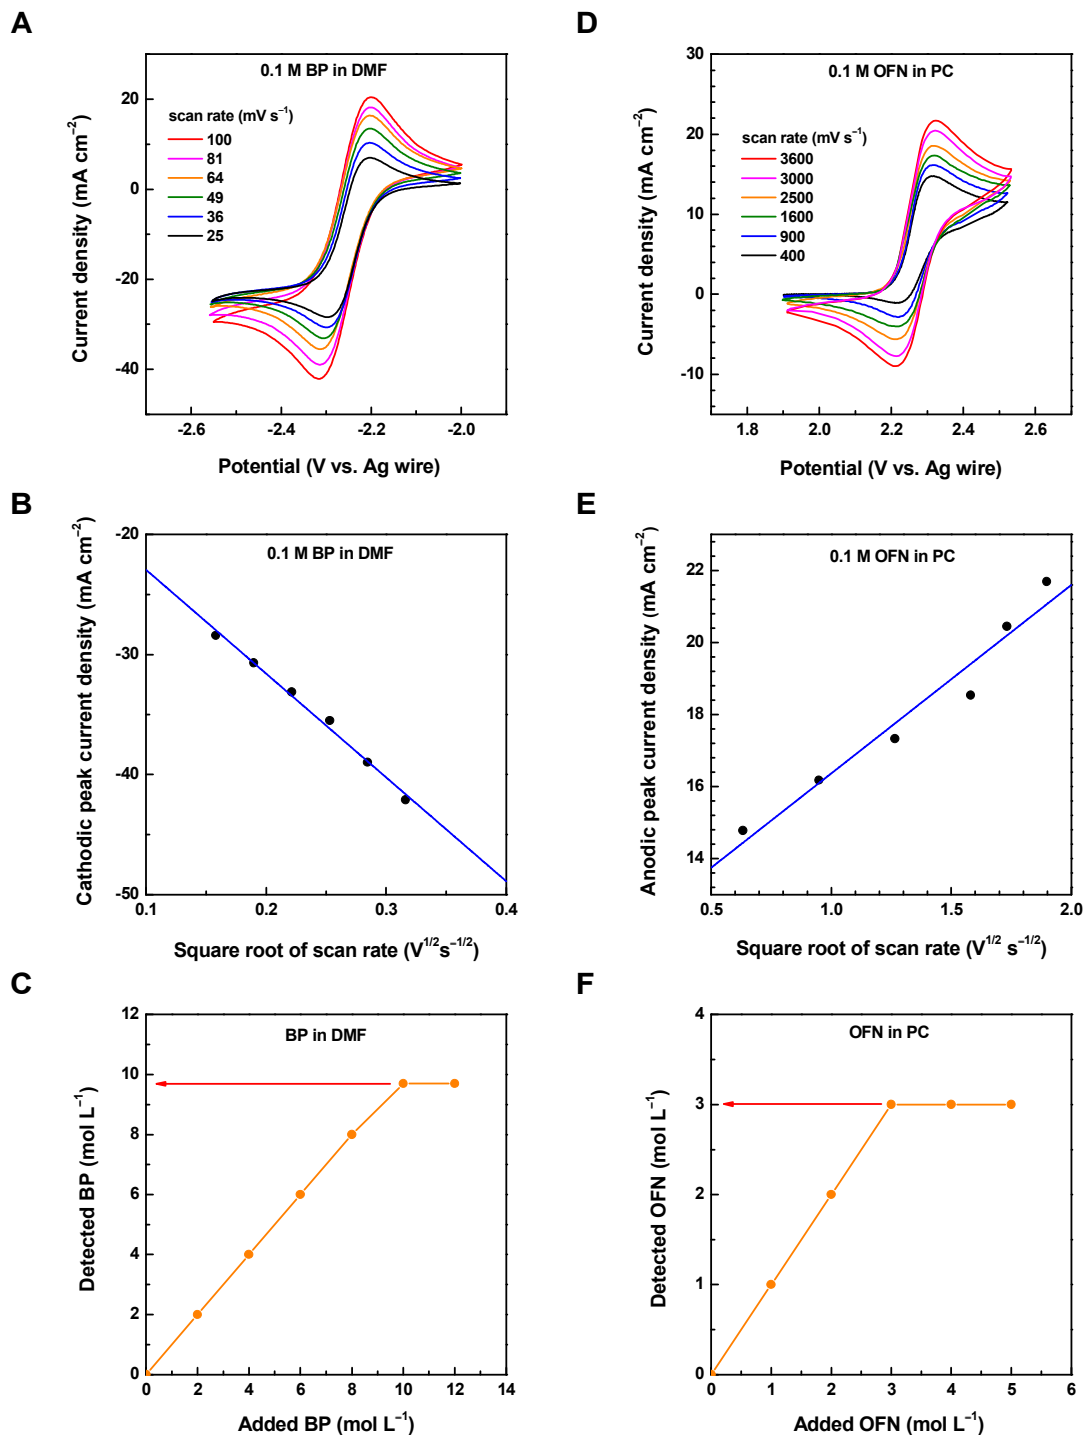 A
0.1 M BP in DMF
scan rate (mV s⁻¹)
100
81
64
49
36
25
20
0
-20
-40
-2.6
-2.4
-2.2
-2.0
Current density (mA cm⁻²)
Potential (V vs. Ag wire)
D
0.1 M OFN in PC
scan rate (mV s⁻¹)
3600
3000
2500
1600
900
400
30
20
10
0
-10
1.8
2.0
2.2
2.4
2.6
Current density (mA cm⁻²)
Potential (V vs. Ag wire)
B
0.1 M BP in DMF
-20
-30
-40
-50
0.1
0.2
0.3
0.4
Cathodic peak current density (mA cm⁻²)
Square root of scan rate (V¹/²s⁻¹/²)
E
0.1 M OFN in PC
22
20
18
16
14
0.5
1.0
1.5
2.0
Anodic peak current density (mA cm⁻²)
Square root of scan rate (V¹/² s⁻¹/²)
C
BP in DMF
12
10
8
6
4
2
0
0
2
4
6
8
10
12
14
Detected BP (mol L⁻¹)
Added BP (mol L⁻¹)
F
OFN in PC
4
3
2
1
0
0
1
2
3
4
5
6
Detected OFN (mol L⁻¹)
Added OFN (mol L⁻¹)